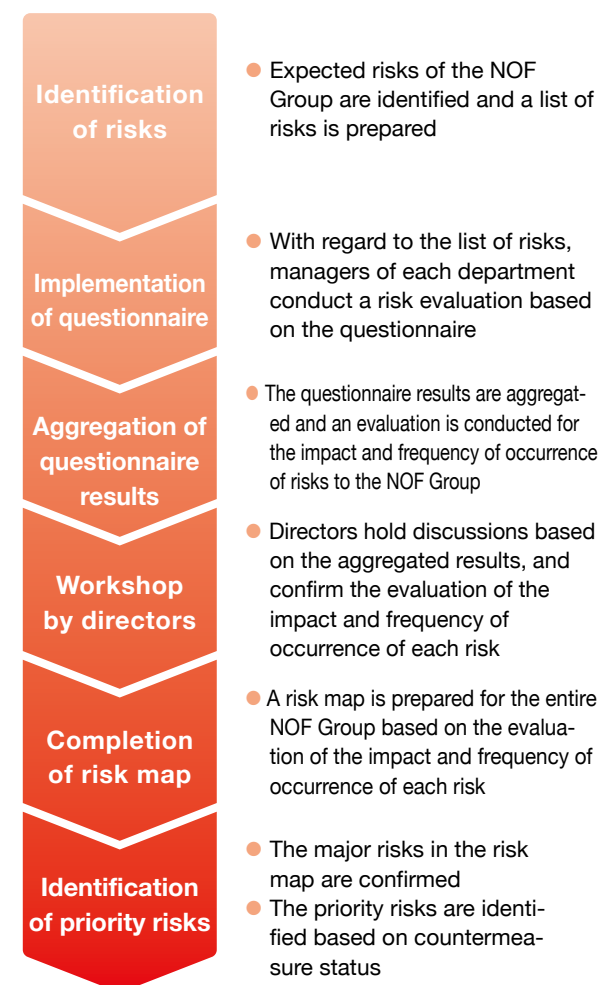 Identification
of risks
● Expected risks of the NOF
Group are identified and a list of
risks is prepared
Implementation
of questionnaire
● With regard to the list of risks,
managers of each department
conduct a risk evaluation based
on the questionnaire
Aggregation of
questionnaire
results
● The questionnaire results are aggregat-
ed and an evaluation is conducted for
the impact and frequency of occurrence
of risks to the NOF Group
Workshop
by directors
● Directors hold discussions based
on the aggregated results, and
confirm the evaluation of the
impact and frequency of
occurrence of each risk
Completion
of risk map
● A risk map is prepared for the entire
NOF Group based on the evalua-
tion of the impact and frequency of
occurrence of each risk
Identification
of priority risks
● The major risks in the risk
map are confirmed
● The priority risks are identi-
fied based on countermea-
sure status